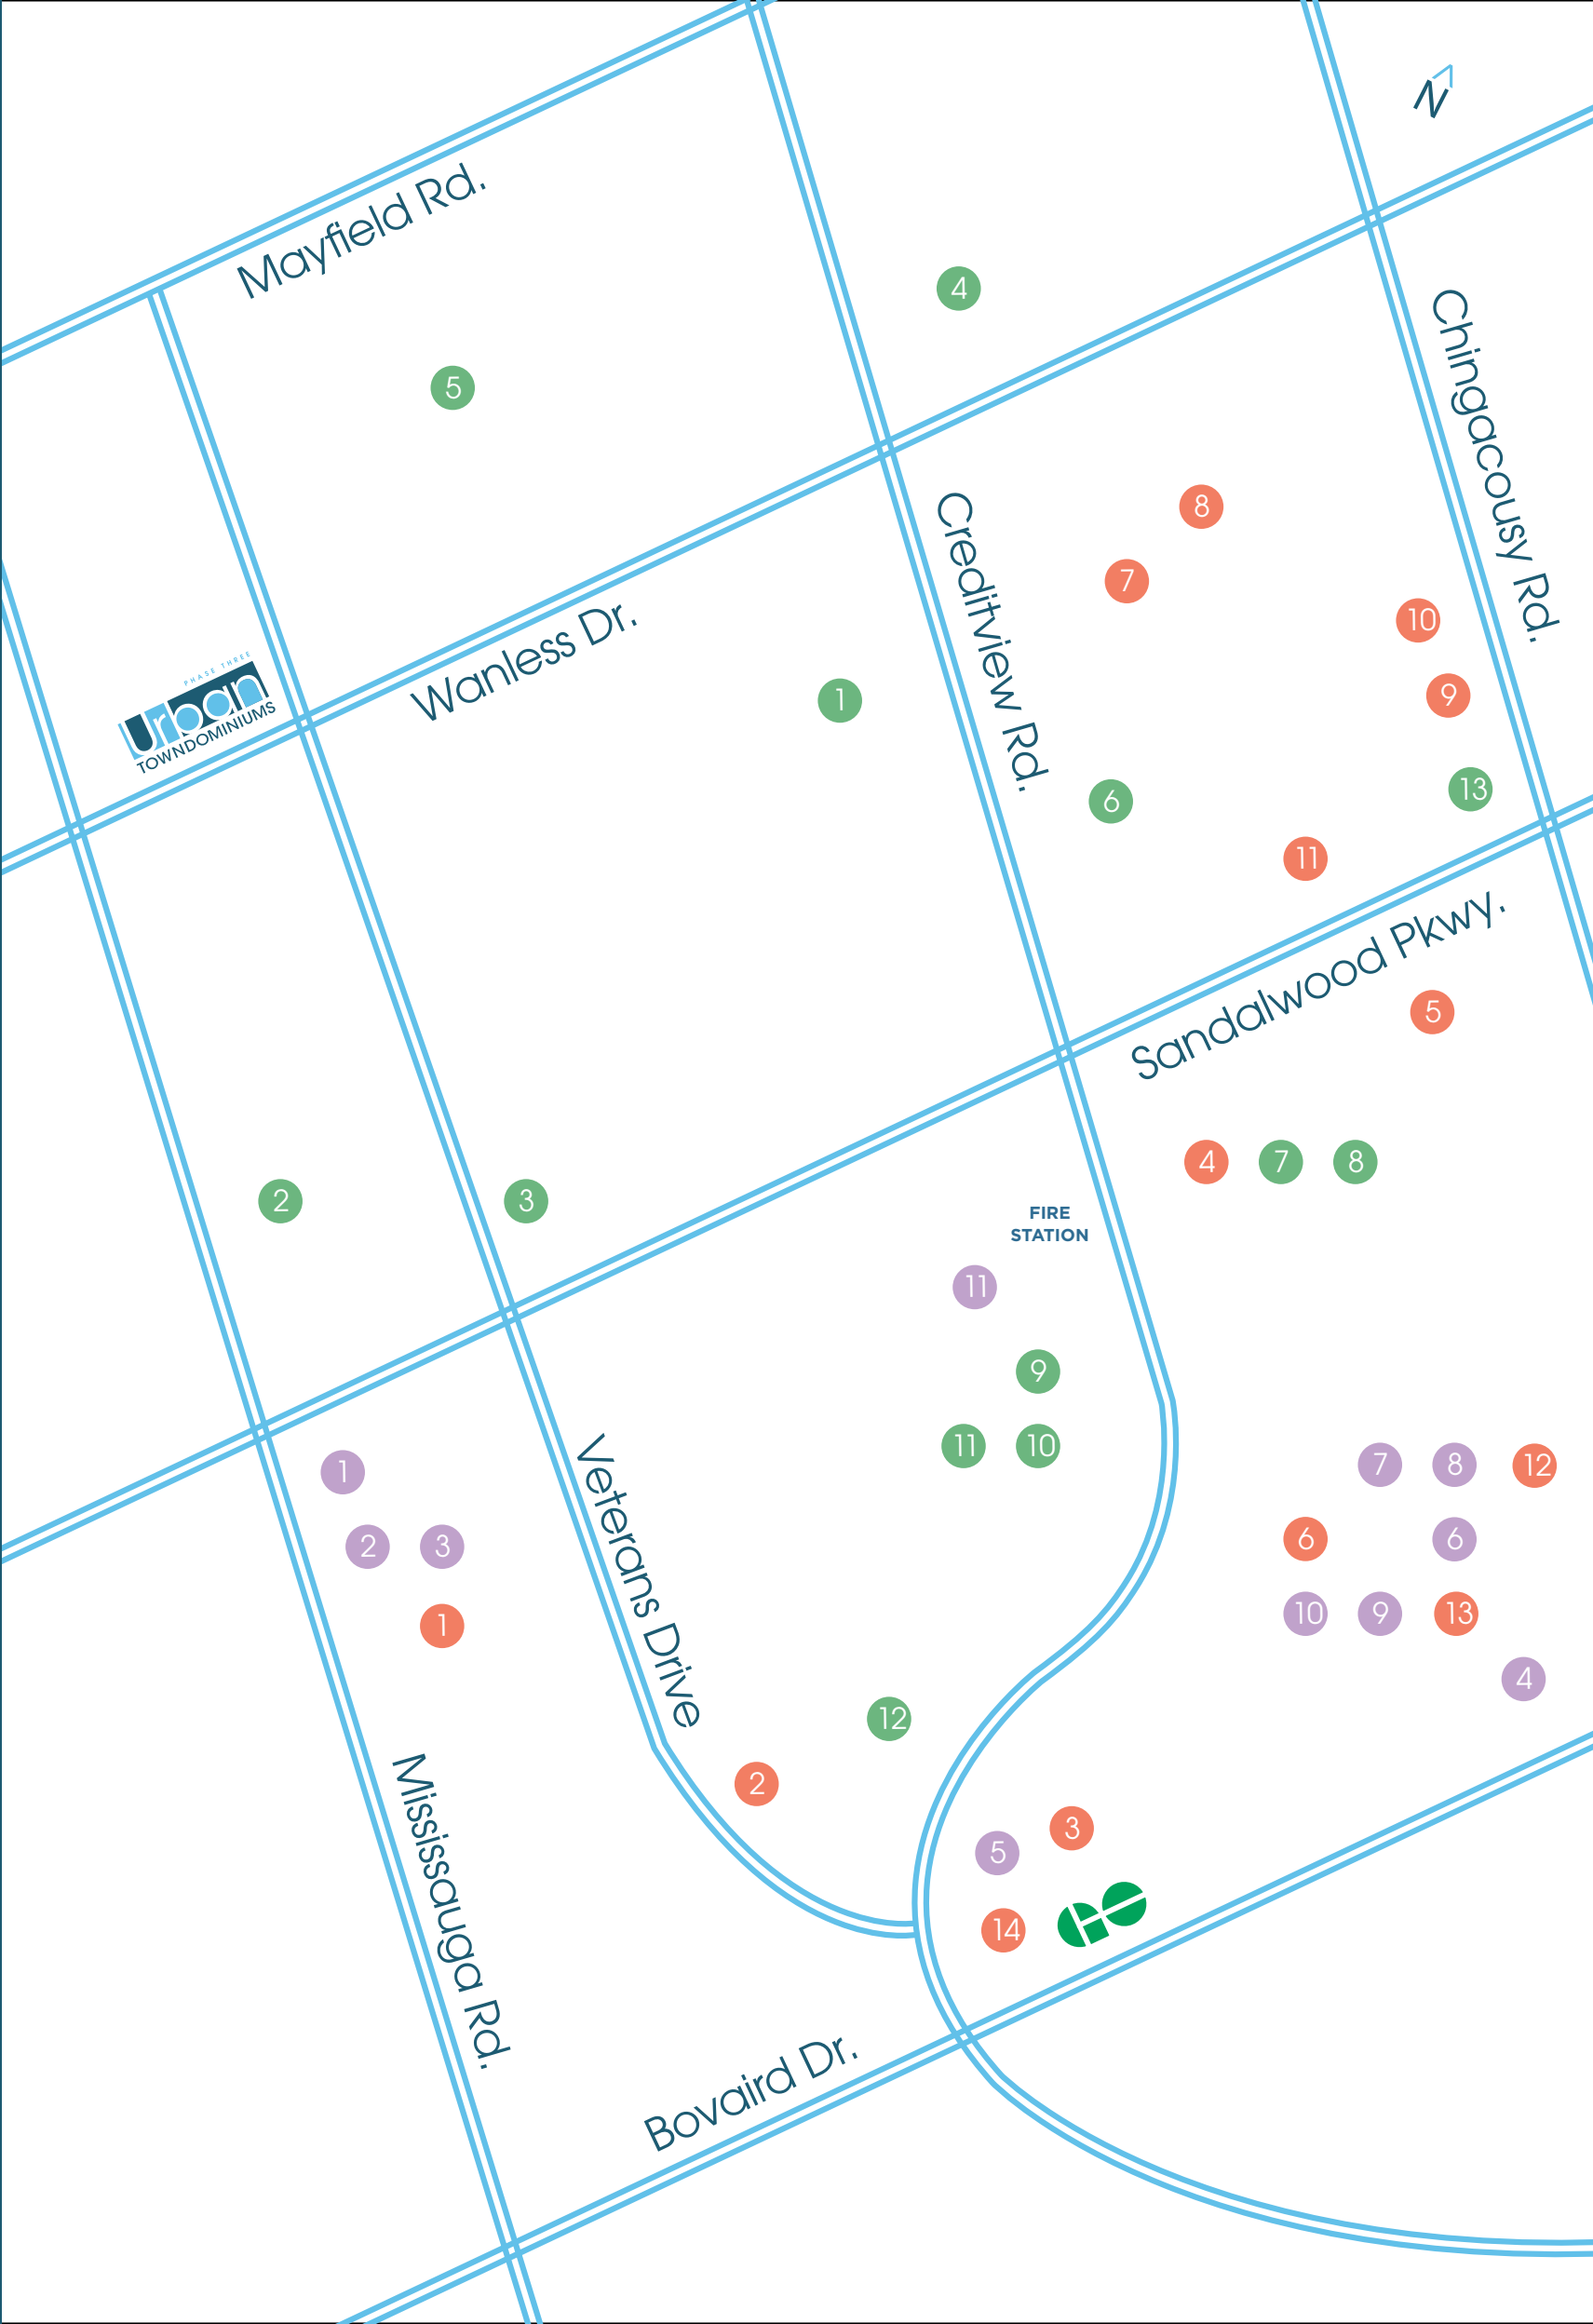 N
Mayfield Rd.
4
Chingacousy Rd.
5
8
Creditview Rd.
7
10
Wanless Dr.
PHASE THREE
urban
TOWNDOMINIUMS
1
9
6
13
11
Sandalwood Pkwy.
5
4
7
8
2
3
FIRE
STATION
11
9
11
10
Veterans Drive
1
7
8
12
2
3
6
6
1
10
9
13
4
12
Mississauga Rd.
2
3
5
14
GO
Bovaird Dr.